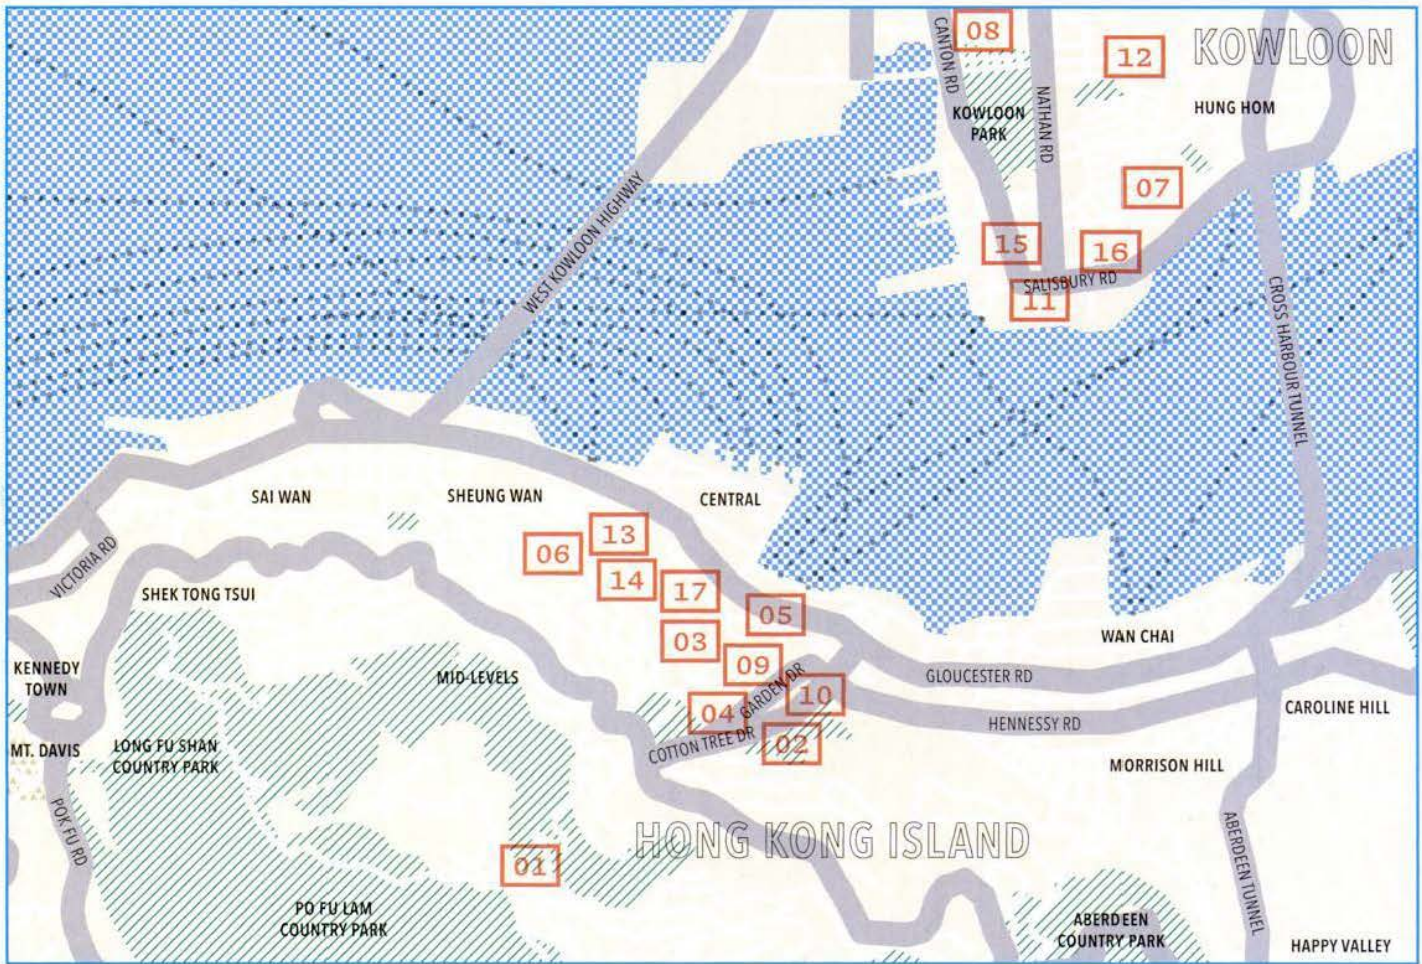 08
12
KOWLOON
CANTON RD
NATHAN RD
KOWLOON
PARK
HUNG HOM
07
WEST KOWLOON HIGHWAY
15
16
SALISBURY RD
11
CROSS HARBOUR TUNNEL
SAI WAN
SHEUNG WAN
CENTRAL
13
06
14
17
VICTORIA RD
SHEK TONG TSUI
05
03
WAN CHAI
09
KENNEDY
TOWN
MID-LEVELS
GLOUCESTER RD
GARDEN DR
10
04
CAROLINE HILL
HENNESSY RD
COTTON TREE DR
02
MT. DAVIS
LONG FU SHAN
COUNTRY PARK
MORRISON HILL
POK FU RD
HONG KONG ISLAND
01
ABERDEEN TUNNEL
PO FU LAM
COUNTRY PARK
ABERDEEN
COUNTRY PARK
HAPPY VALLEY